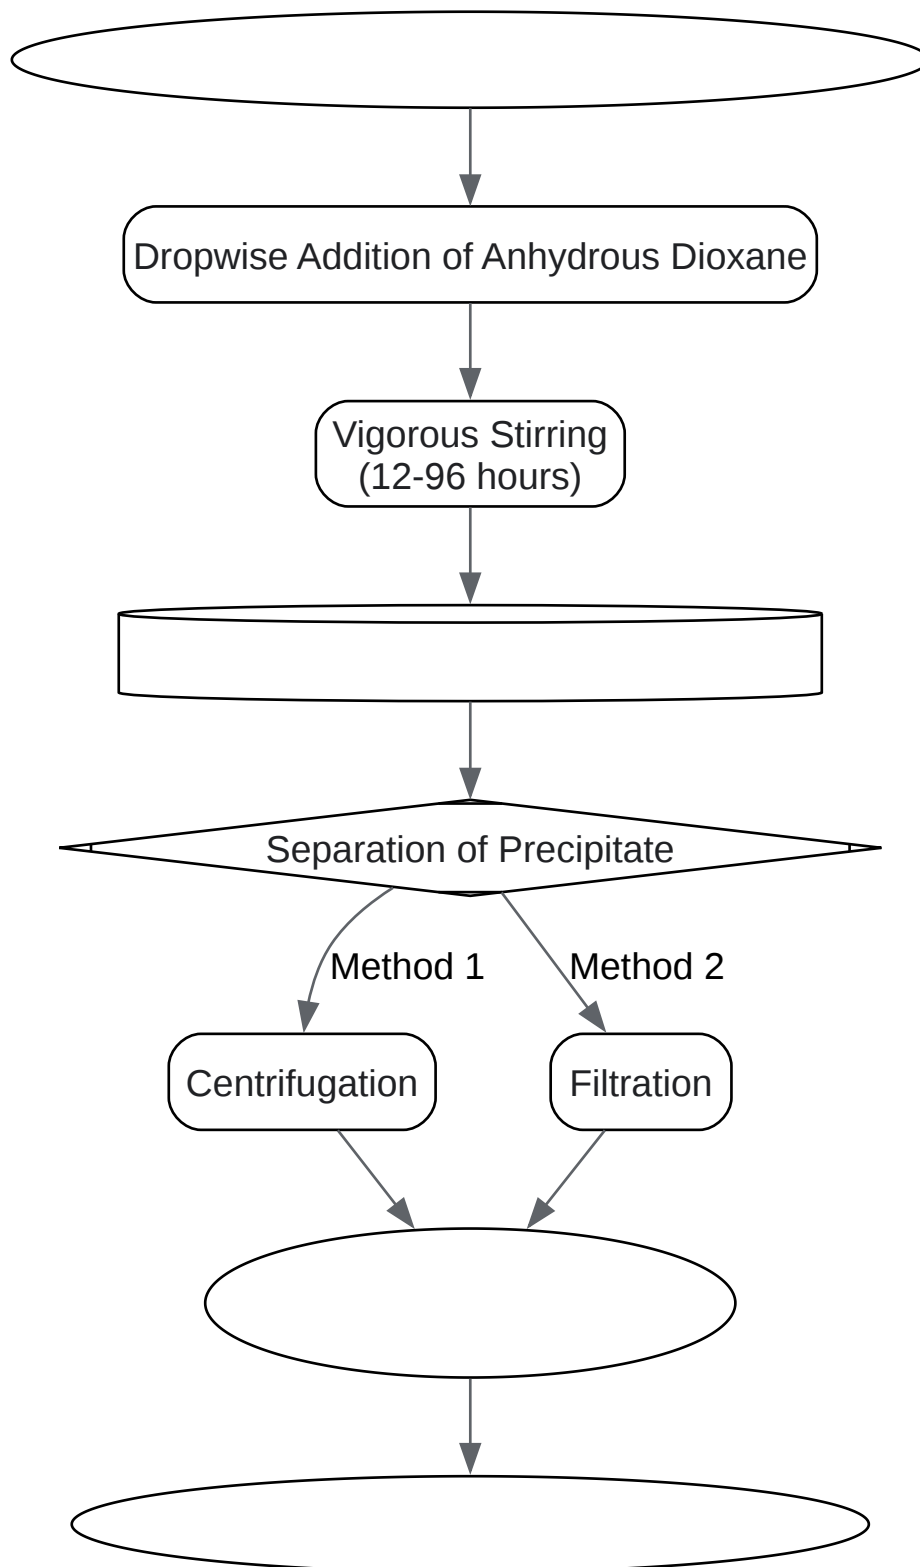 Dropwise Addition of Anhydrous Dioxane
Vigorous Stirring
(12-96 hours)
Separation of Precipitate
Method 1
Method 2
Centrifugation
Filtration